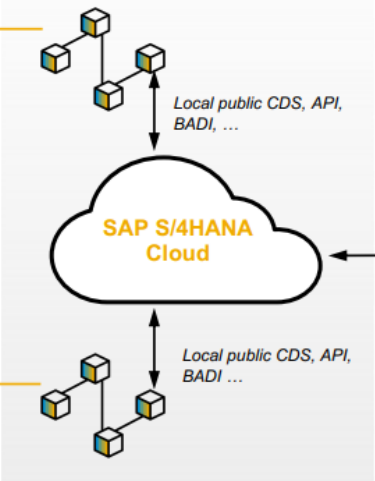 Local public CDS, API,
BADI, ...
SAP S/4HANA
Cloud
Local public CDS, API,
BADI ...